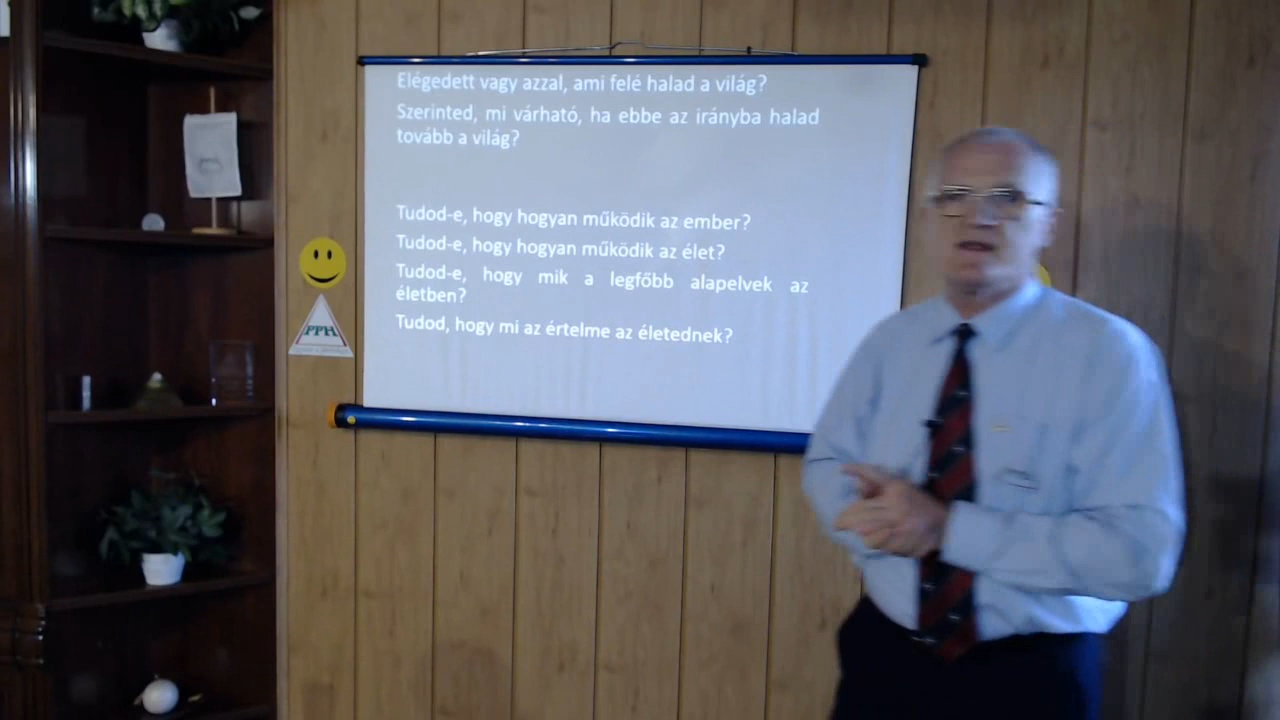 Elégedett vagy azzal, ami felé halad a világ?
Szerinted, mi várható, ha ebbe az irányba halad
tovább a világ?
Tudod-e, hogy hogyan működik az ember?
Tudod-e, hogy hogyan működik az élet?
Tudod-e, hogy mik a legfőbb alapelvek az
életben?
Tudod, hogy mi az értelme az életednek?
PPH